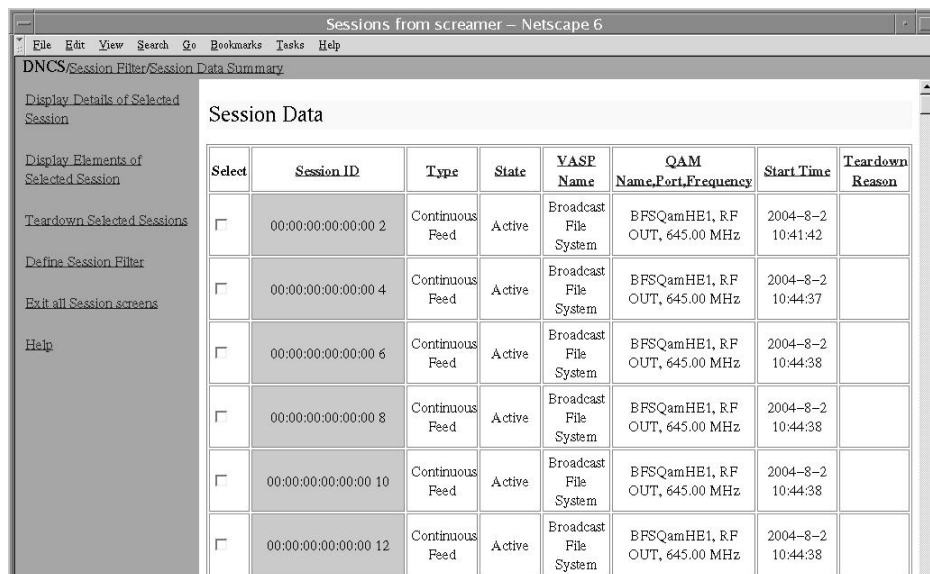 Sessions from screamer – Netscape 6
File Edit View Search Go Bookmarks Tasks Help
DNCS/Session Filter/Session Data Summary
Display Details of Selected
Session
Display Elements of
Selected Session
Teardown Selected Sessions
Define Session Filter
Exit all Session screens
Help
Session Data
Select Session ID Type State VASP Name QAM Name,Port,Frequency Start Time Teardown Reason
00:00:00:00:00:00 2 Continuous Feed Active Broadcast File System BFSQamHE1, RF OUT, 645.00 MHz 2004-8-2 10:41:42
00:00:00:00:00:00 4 Continuous Feed Active Broadcast File System BFSQamHE1, RF OUT, 645.00 MHz 2004-8-2 10:44:37
00:00:00:00:00:00 6 Continuous Feed Active Broadcast File System BFSQamHE1, RF OUT, 645.00 MHz 2004-8-2 10:44:38
00:00:00:00:00:00 8 Continuous Feed Active Broadcast File System BFSQamHE1, RF OUT, 645.00 MHz 2004-8-2 10:44:38
00:00:00:00:00:00 10 Continuous Feed Active Broadcast File System BFSQamHE1, RF OUT, 645.00 MHz 2004-8-2 10:44:38
00:00:00:00:00:00 12 Continuous Feed Active Broadcast File System BFSQamHE1, RF OUT, 645.00 MHz 2004-8-2 10:44:38